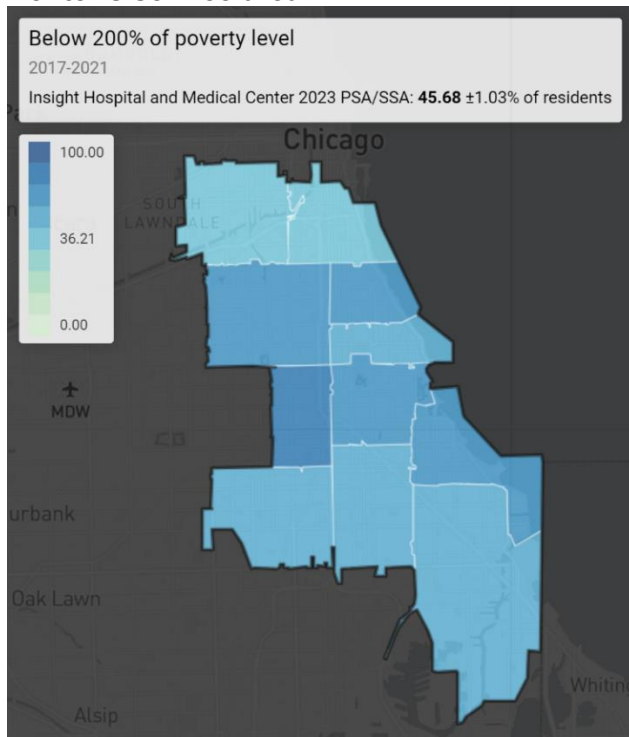 Below 200% of poverty level
2017-2021
Insight Hospital and Medical Center 2023 PSA/SSA: 45.68 ±1.03% of residents
100.00
36.21
0.00
Chicago
SOUTH
LAWNDALE
MDW
urbank
Oak Lawn
Alsip
Whiting